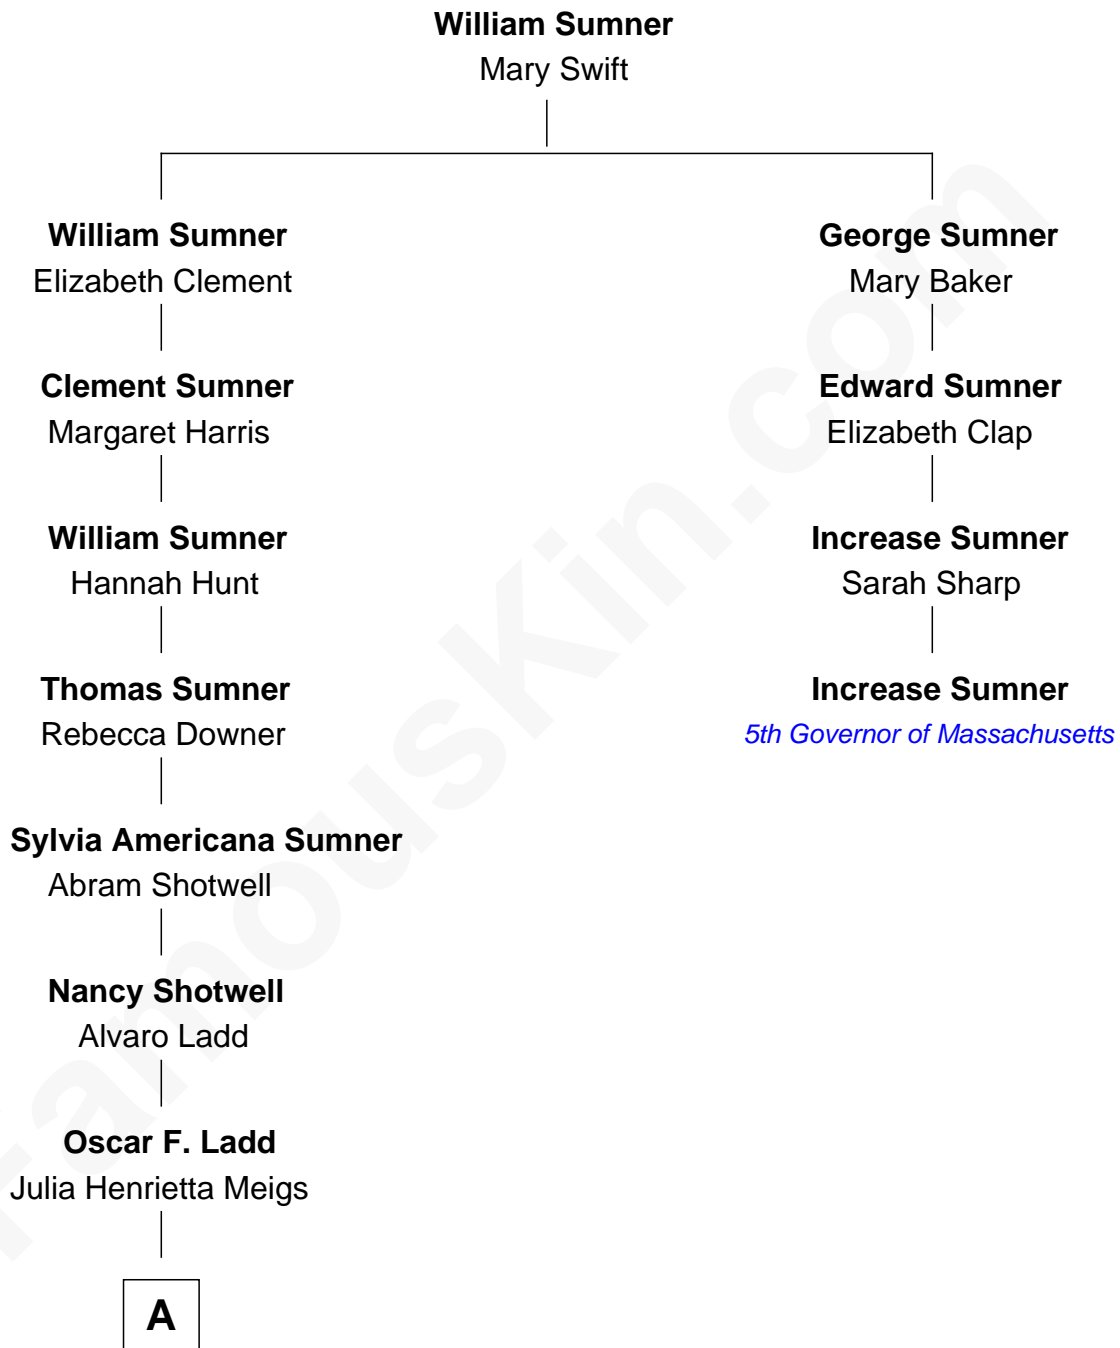 William Sumner
Mary Swift
William Sumner
Elizabeth Clement
George Sumner
Mary Baker
Clement Sumner
Margaret Harris
Edward Sumner
Elizabeth Clap
William Sumner
Hannah Hunt
Increase Sumner
Sarah Sharp
Thomas Sumner
Rebecca Downer
Increase Sumner
5th Governor of Massachusetts
Sylvia Americana Sumner
Abram Shotwell
Nancy Shotwell
Alvaro Ladd
Oscar F. Ladd
Julia Henrietta Meigs
A
FamousKin.com